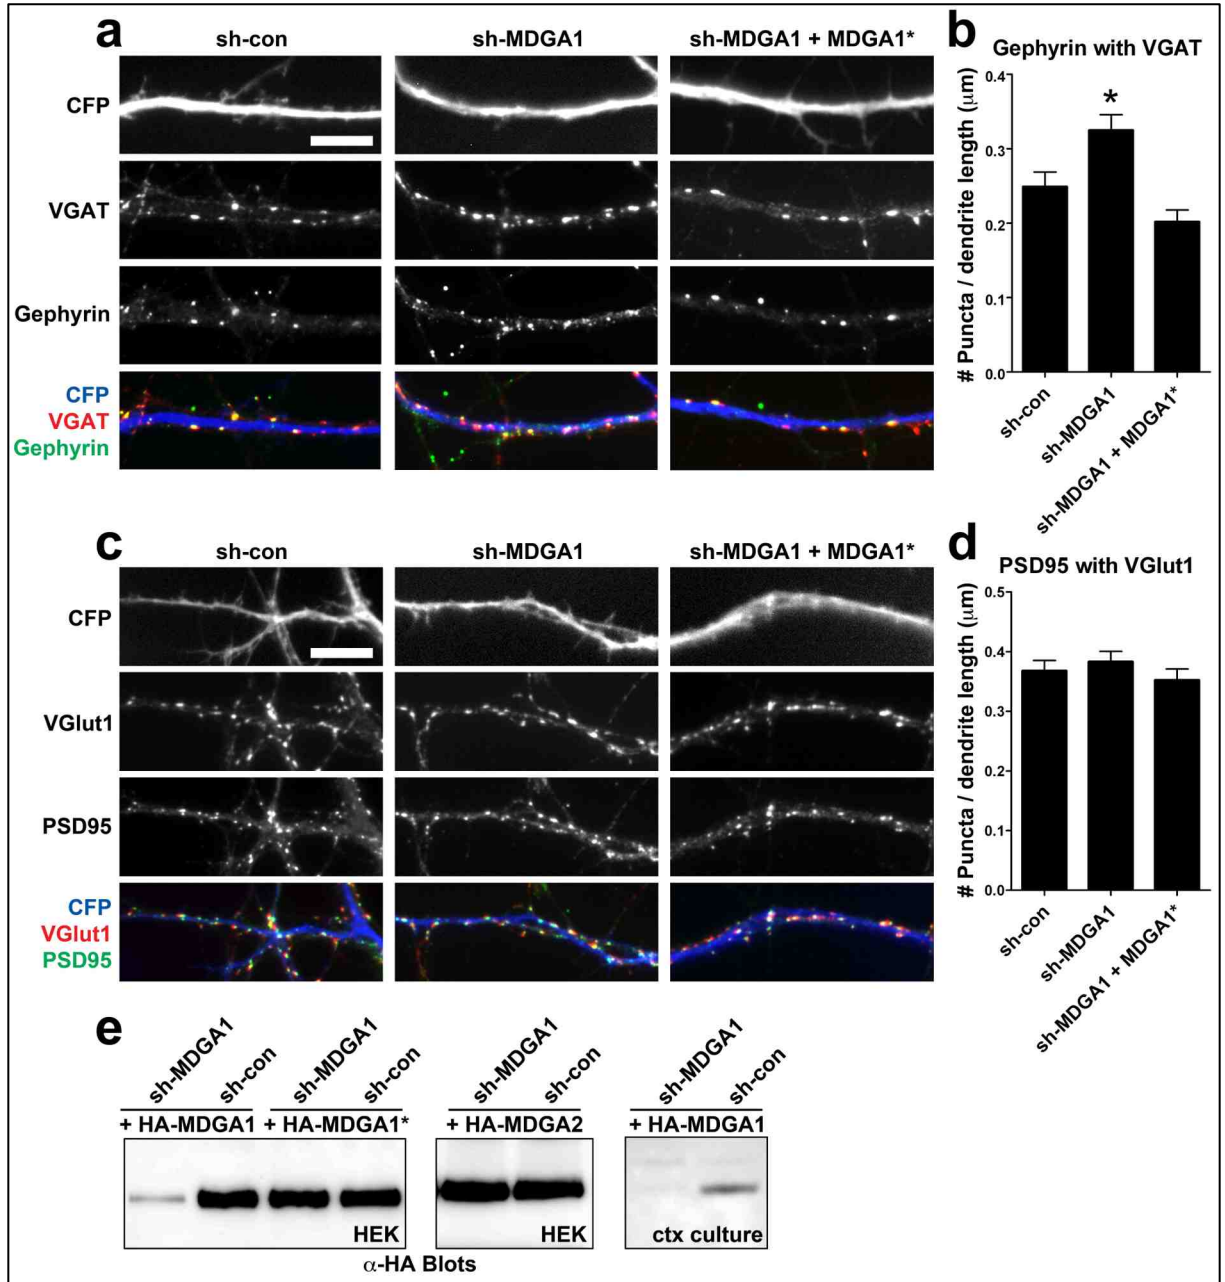 a
sh-con sh-MDGA1 sh-MDGA1 + MDGA1*
CFP
VGAT
Gephyrin
CFP
VGAT
Gephyrin
b
Gephyrin with VGAT
# Puncta / dendrite length (μm)
0.4
0.3
0.2
0.1
0.0
*
sh-con
sh-MDGA1
sh-MDGA1 + MDGA1*
c
sh-con sh-MDGA1 sh-MDGA1 + MDGA1*
CFP
VGlut1
PSD95
CFP
VGlut1
PSD95
d
PSD95 with VGlut1
# Puncta / dendrite length (μm)
0.5
0.4
0.3
0.2
0.1
0.0
sh-con
sh-MDGA1
sh-MDGA1 + MDGA1*
e
sh-MDGA1 sh-con sh-MDGA1 sh-con sh-MDGA1 sh-con sh-MDGA1 sh-con
+ HA-MDGA1 + HA-MDGA1* + HA-MDGA2 + HA-MDGA1
HEK HEK ctx culture
α-HA Blots